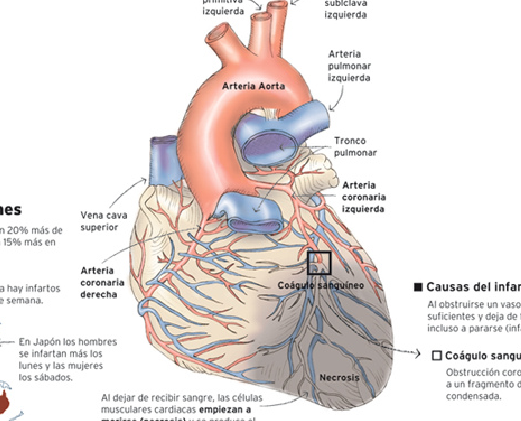 primitiva
izquierda
subclava
izquierda
Arteria
pulmonar
izquierda
Arteria Aorta
Tronco
pulmonar
Arteria
coronaria
izquierda
nes
n 20% más de
15% más en
Vena cava
superior
a hay infartos
e semana.
Arteria
coronaria
derecha
Coágulo sanguíneo
En Japón los hombres
se infartan más los
lunes y las mujeres
los sábados.
Necrosis
Al dejar de recibir sangre, las células
musculares cardiacas empiezan a
Causas del infar
Al obstruirse un vaso
suficientes y deja de
incluso a pararse (infa
Coágulo sangu
Obstrucción coro
a un fragmento d
condensada.